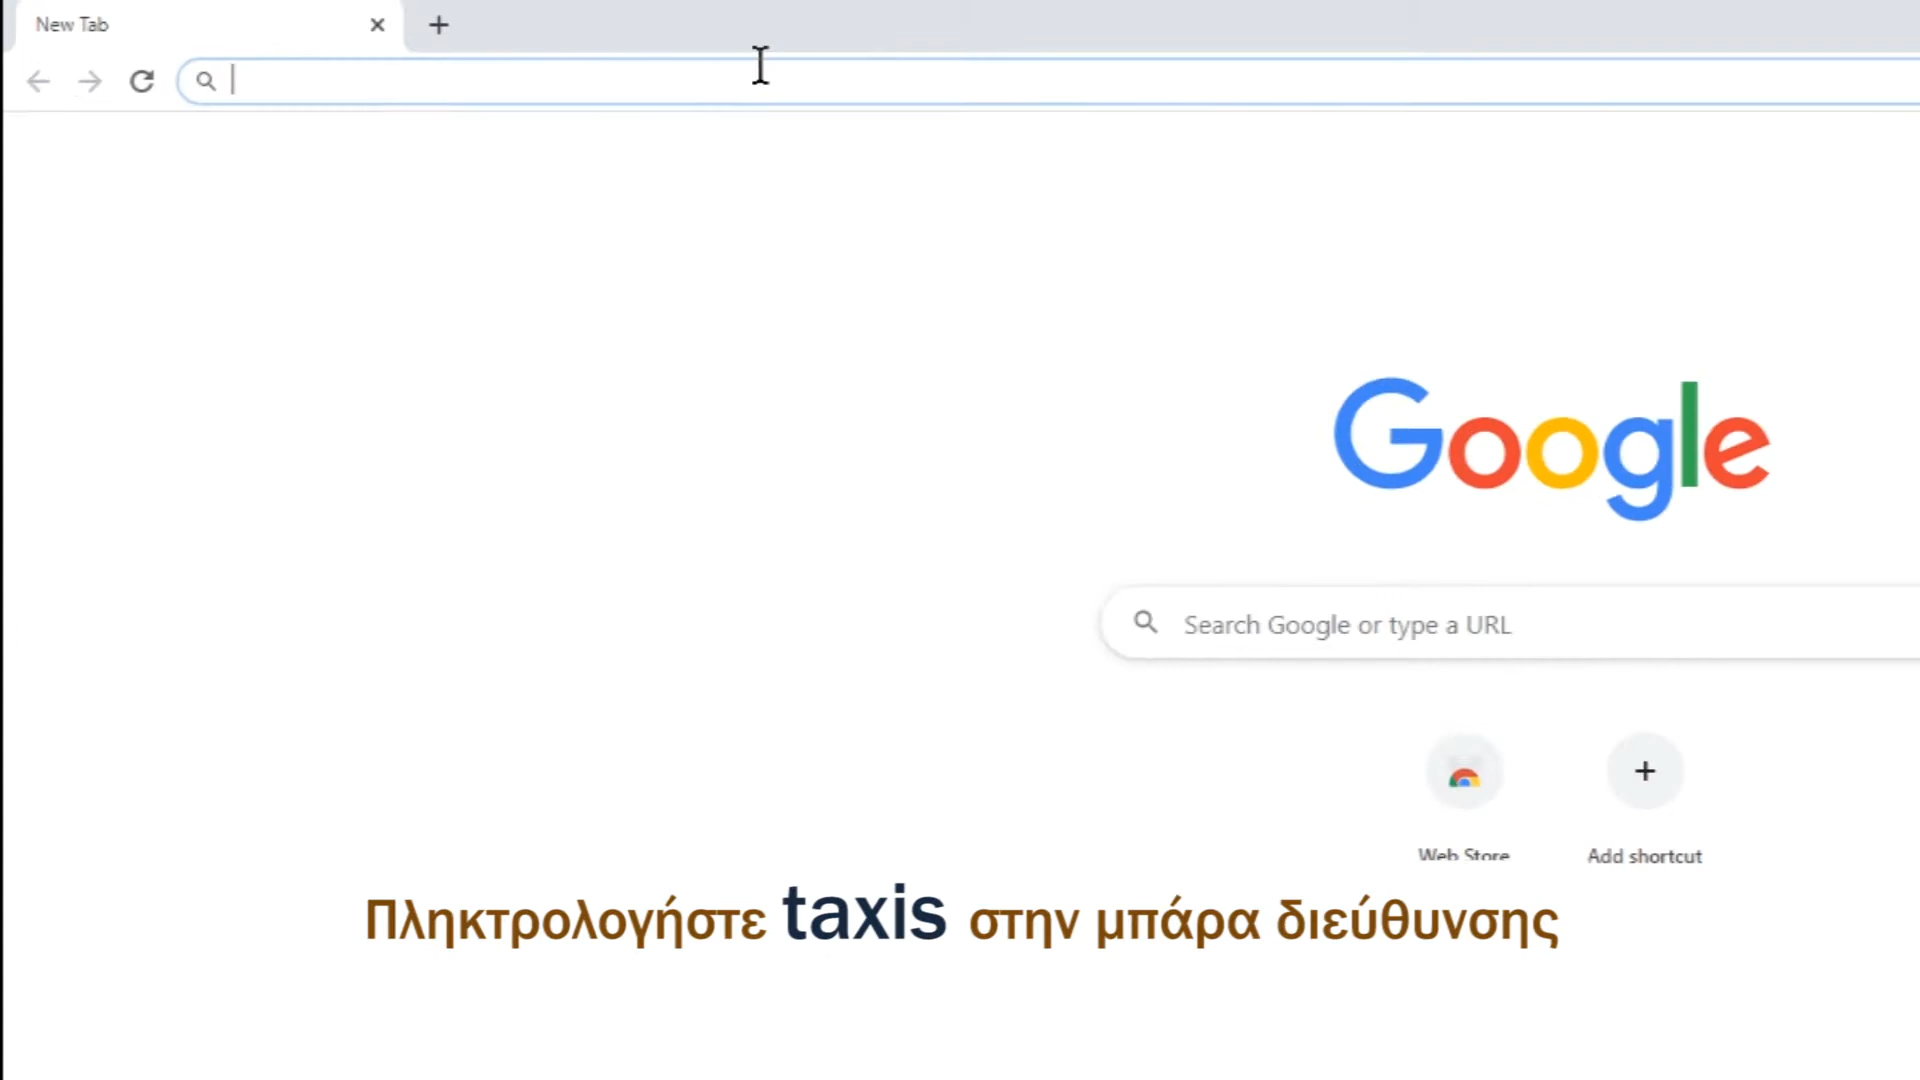 New Tab
Google
Search Google or type a URL
Web Store
Add shortcut
Πληκτρολογήστε taxis στην μπάρα διεύθυνσης